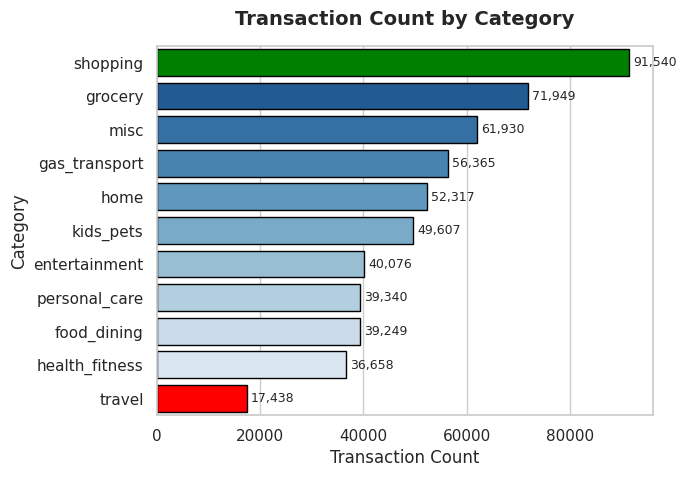 Transaction Count by Category
Category
shopping 91,540
grocery 71,949
misc 61,930
gas_transport 56,365
home 52,317
kids_pets 49,607
entertainment 40,076
personal_care 39,340
food_dining 39,249
health_fitness 36,658
travel 17,438
0 20000 40000 60000 80000
Transaction Count